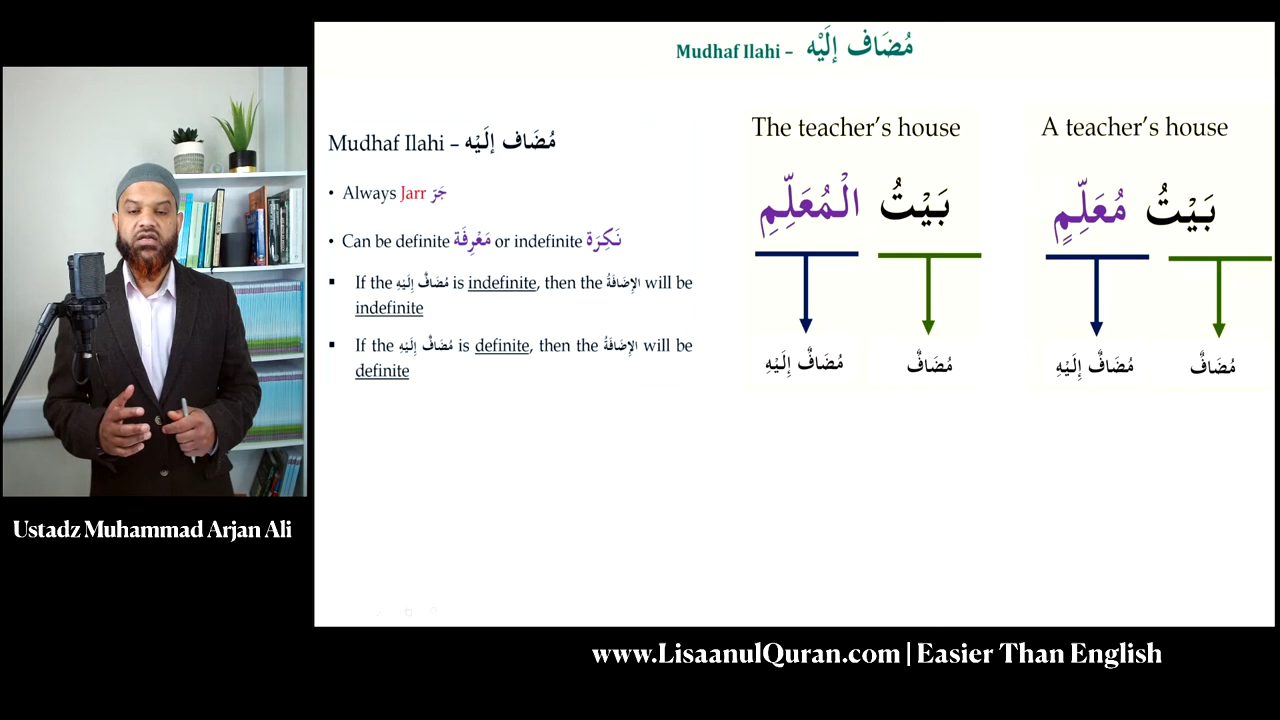 Mudhaf Ilahi – مُضَاف إلَيْه
Mudhaf Ilahi – مُضَاف إلَيْه
• Always Jarr جَرّ
• Can be definite مَعْرِفَة or indefinite نَكِرَة
▪ If the مُضَافٌ إِلَيْهِ is indefinite, then the الإِضَافَةُ will be
indefinite
▪ If the مُضَافٌ إِلَيْهِ is definite, then the الإِضَافَةُ will be
definite
The teacher’s house
بَيْتُ الْمُعَلِّمِ
مُضَافٌ
مُضَافٌ إِلَيْهِ
A teacher’s house
بَيْتُ مُعَلِّمٍ
مُضَافٌ
مُضَافٌ إِلَيْهِ
Ustadz Muhammad Arjan Ali
www.LisaanulQuran.com | Easier Than English